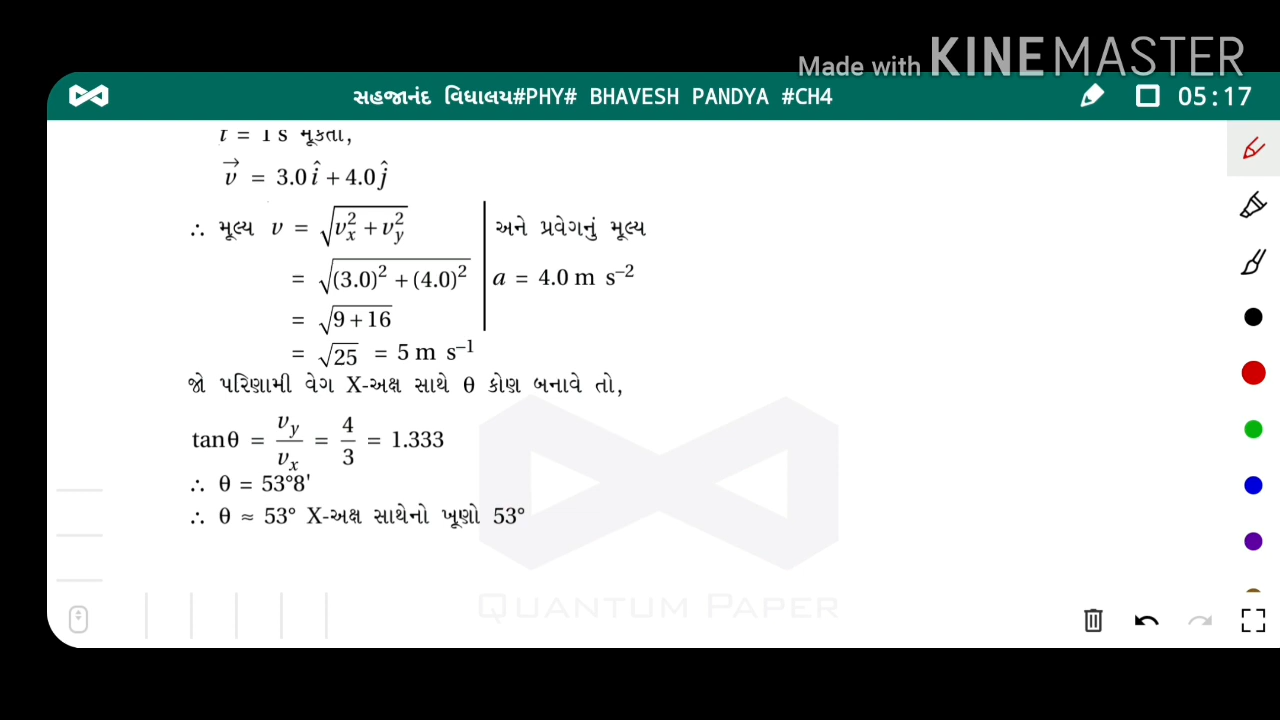 Made with KINEMASTER
સહજાનંદ વિધાલય#PHY# BHAVESH PANDYA #CH4
05:17
t = 1 s મૂકતા,
v⃗ = 3.0 î + 4.0 ĵ
∴ મૂલ્ય v = √(vₓ² + v_y²) | અને પ્રવેગનું મૂલ્ય
= √((3.0)² + (4.0)²) | a = 4.0 m s⁻²
= √(9 + 16)
= √25 = 5 m s⁻¹
જો પરિણામી વેગ X-અક્ષ સાથે θ કોણ બનાવે તો,
tanθ = v_y/vₓ = 4/3 = 1.333
∴ θ = 53°8'
∴ θ ≈ 53° X-અક્ષ સાથેનો ખૂણો 53°
QUANTUM PAPER